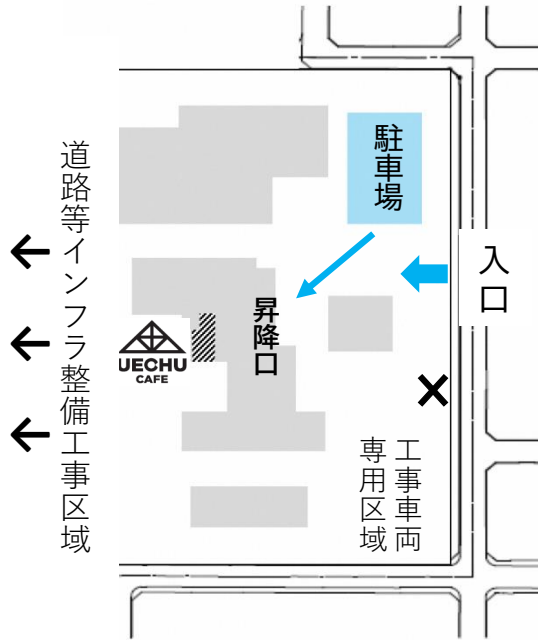 駐車場
入口
昇降口
道路等インフラ整備工事区域
UECHU
CAFE
工事車両
専用区域